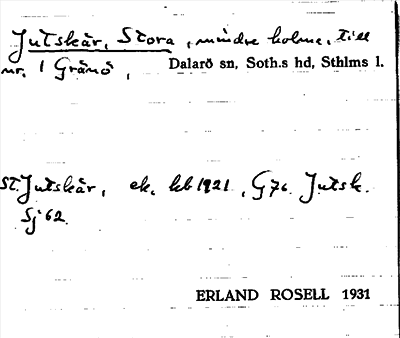 Jutskär, Stora, mindre holme, till
nr. 1 Gränö, Dalarö sn, Soth.s hd, Sthlms l.
St. Jutskär, ek. kb 1921, G76. Jutsk.
Sj 62.
ERLAND ROSELL 1931